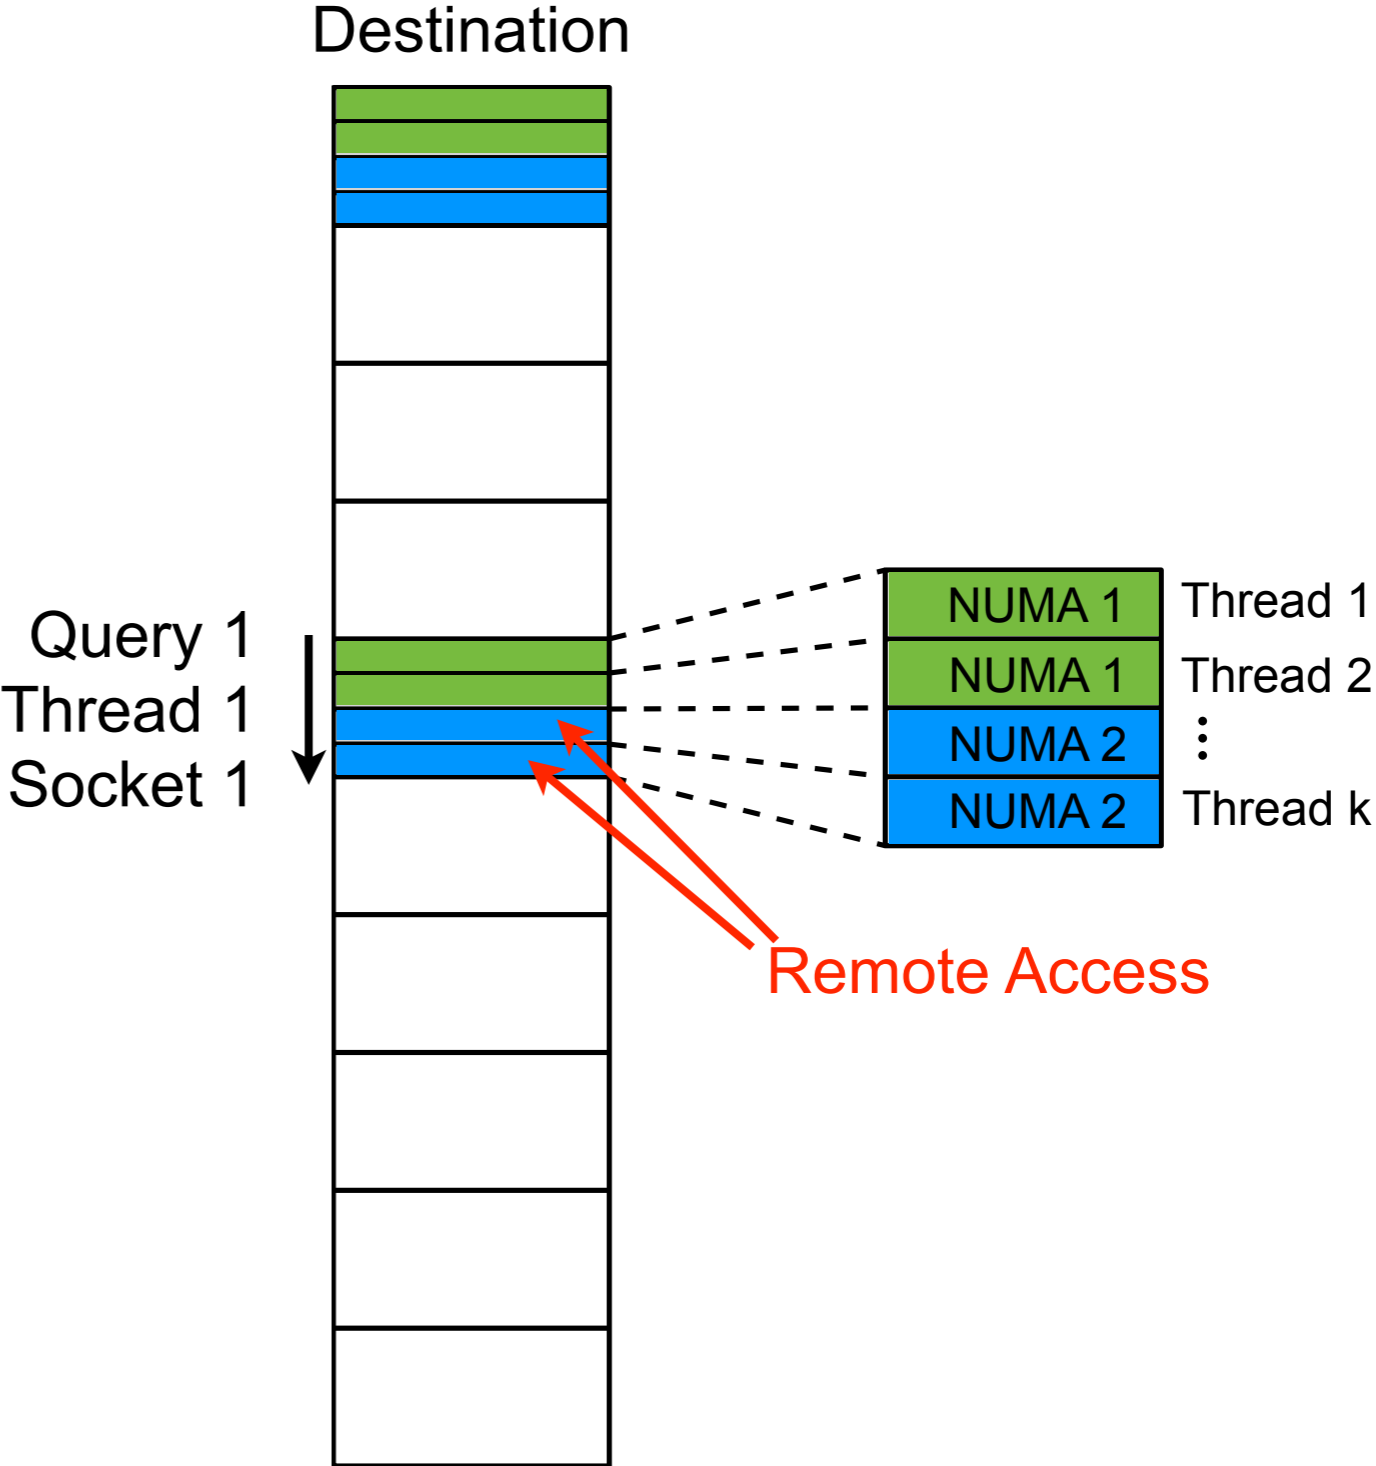 Destination
Query 1
Thread 1
Socket 1
NUMA 1
Thread 1
NUMA 1
Thread 2
NUMA 2
⋮
NUMA 2
Thread k
Remote Access